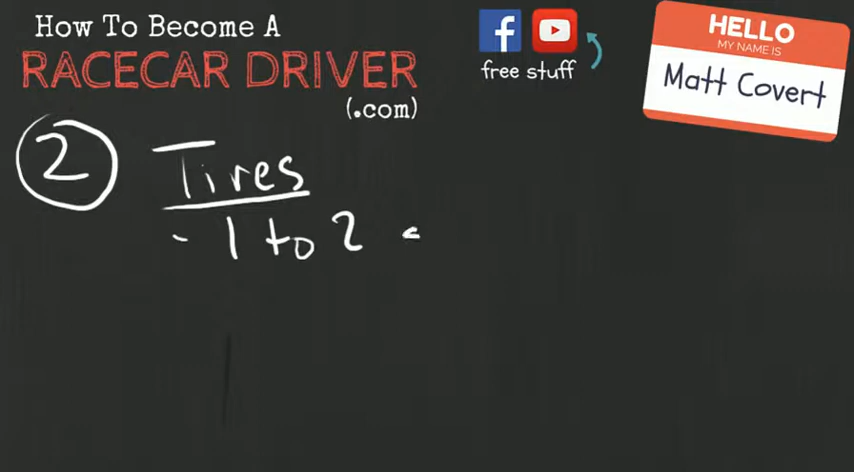 How To Become A
RACECAR DRIVER
(.com)
f
free stuff
HELLO
MY NAME IS
Matt Covert
2 Tires
- 1 to 2